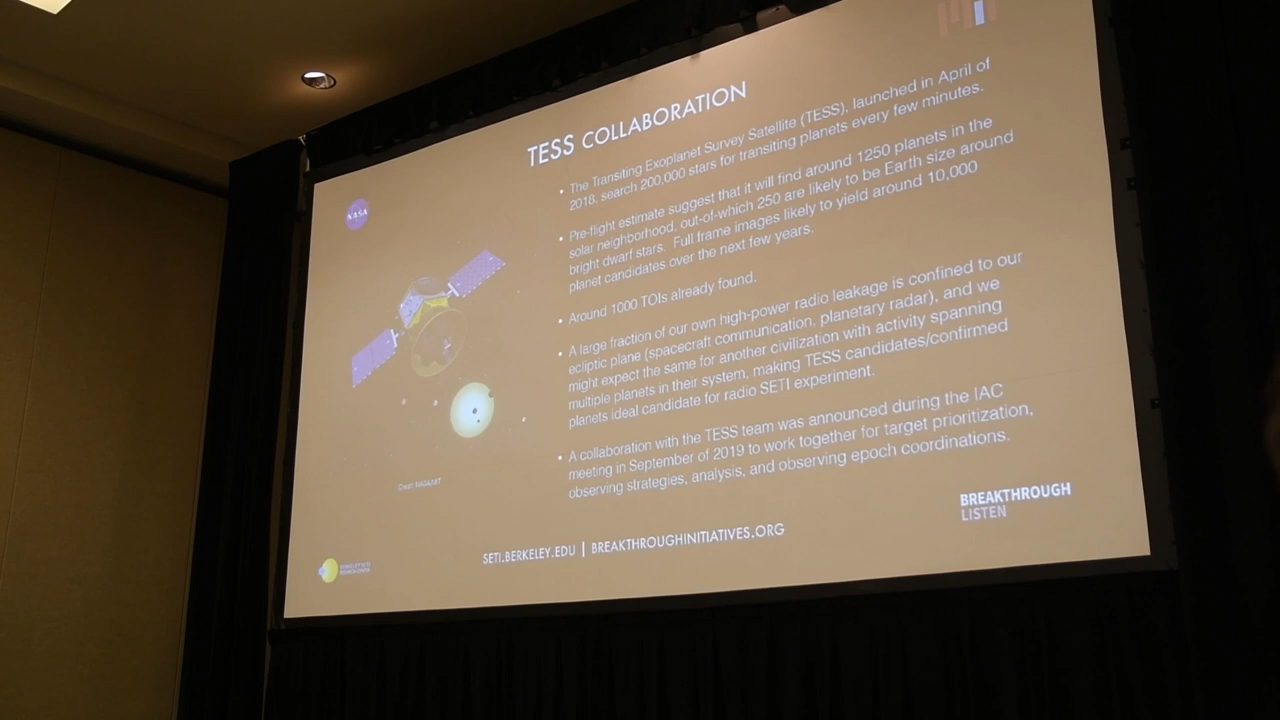 TESS COLLABORATION
• The Transiting Exoplanet Survey Satellite (TESS), launched in April of
2018, search 200,000 stars for transiting planets every few minutes.
• Pre-flight estimate suggest that it will find around 1250 planets in the
solar neighborhood, out-of-which 250 are likely to be Earth size around
bright dwarf stars. Full frame images likely to yield around 10,000
planet candidates over the next few years.
• Around 1000 TOIs already found.
• A large fraction of our own high-power radio leakage is confined to our
ecliptic plane (spacecraft communication, planetary radar), and we
might expect the same for another civilization with activity spanning
multiple planets in their system, making TESS candidates/confirmed
planets ideal candidate for radio SETI experiment.
• A collaboration with the TESS team was announced during the IAC
meeting in September of 2019 to work together for target prioritization,
observing strategies, analysis, and observing epoch coordinations.
NASA
Credit: NASA/MIT
BREAKTHROUGH
LISTEN
SETI.BERKELEY.EDU | BREAKTHROUGHINITIATIVES.ORG
BERKELEY SETI
RESEARCH CENTER